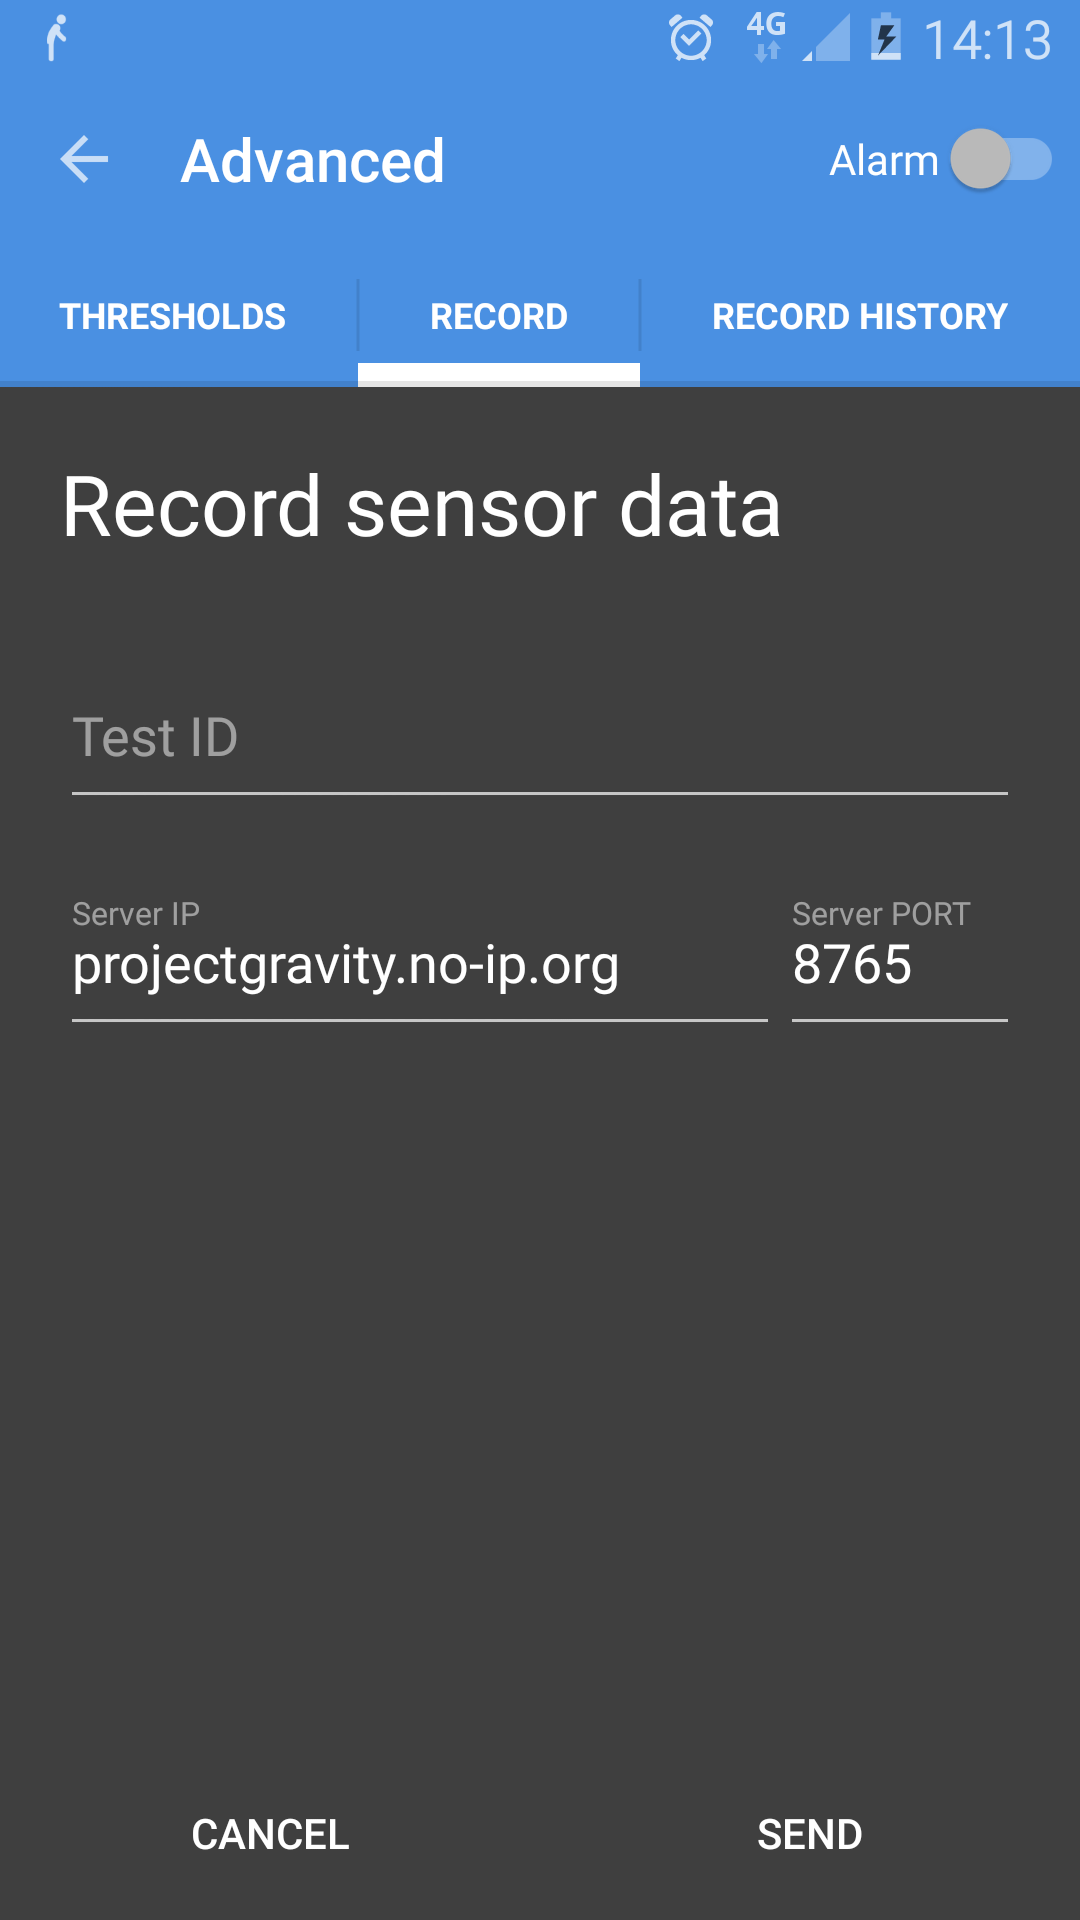 4G 14:13
Advanced Alarm
THRESHOLDS RECORD RECORD HISTORY
Record sensor data
Test ID
Server IP Server PORT
projectgravity.no-ip.org 8765
CANCEL SEND